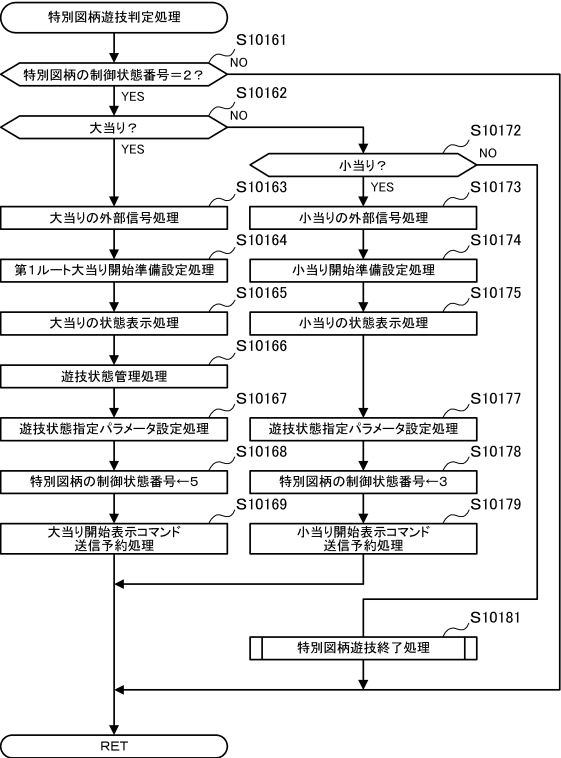 特別図柄遊技判定処理
S10161
特別図柄の制御状態番号=2?
NO
YES
S10162
大当り?
NO
YES
S10172
小当り?
NO
YES
S10163
大当りの外部信号処理
S10173
小当りの外部信号処理
S10164
第1ルート大当り開始準備設定処理
S10174
小当り開始準備設定処理
S10165
大当りの状態表示処理
S10175
小当りの状態表示処理
S10166
遊技状態管理処理
S10167
遊技状態指定パラメータ設定処理
S10177
遊技状態指定パラメータ設定処理
S10168
特別図柄の制御状態番号←5
S10178
特別図柄の制御状態番号←3
S10169
大当り開始表示コマンド
送信予約処理
S10179
小当り開始表示コマンド
送信予約処理
S10181
特別図柄遊技終了処理
RET